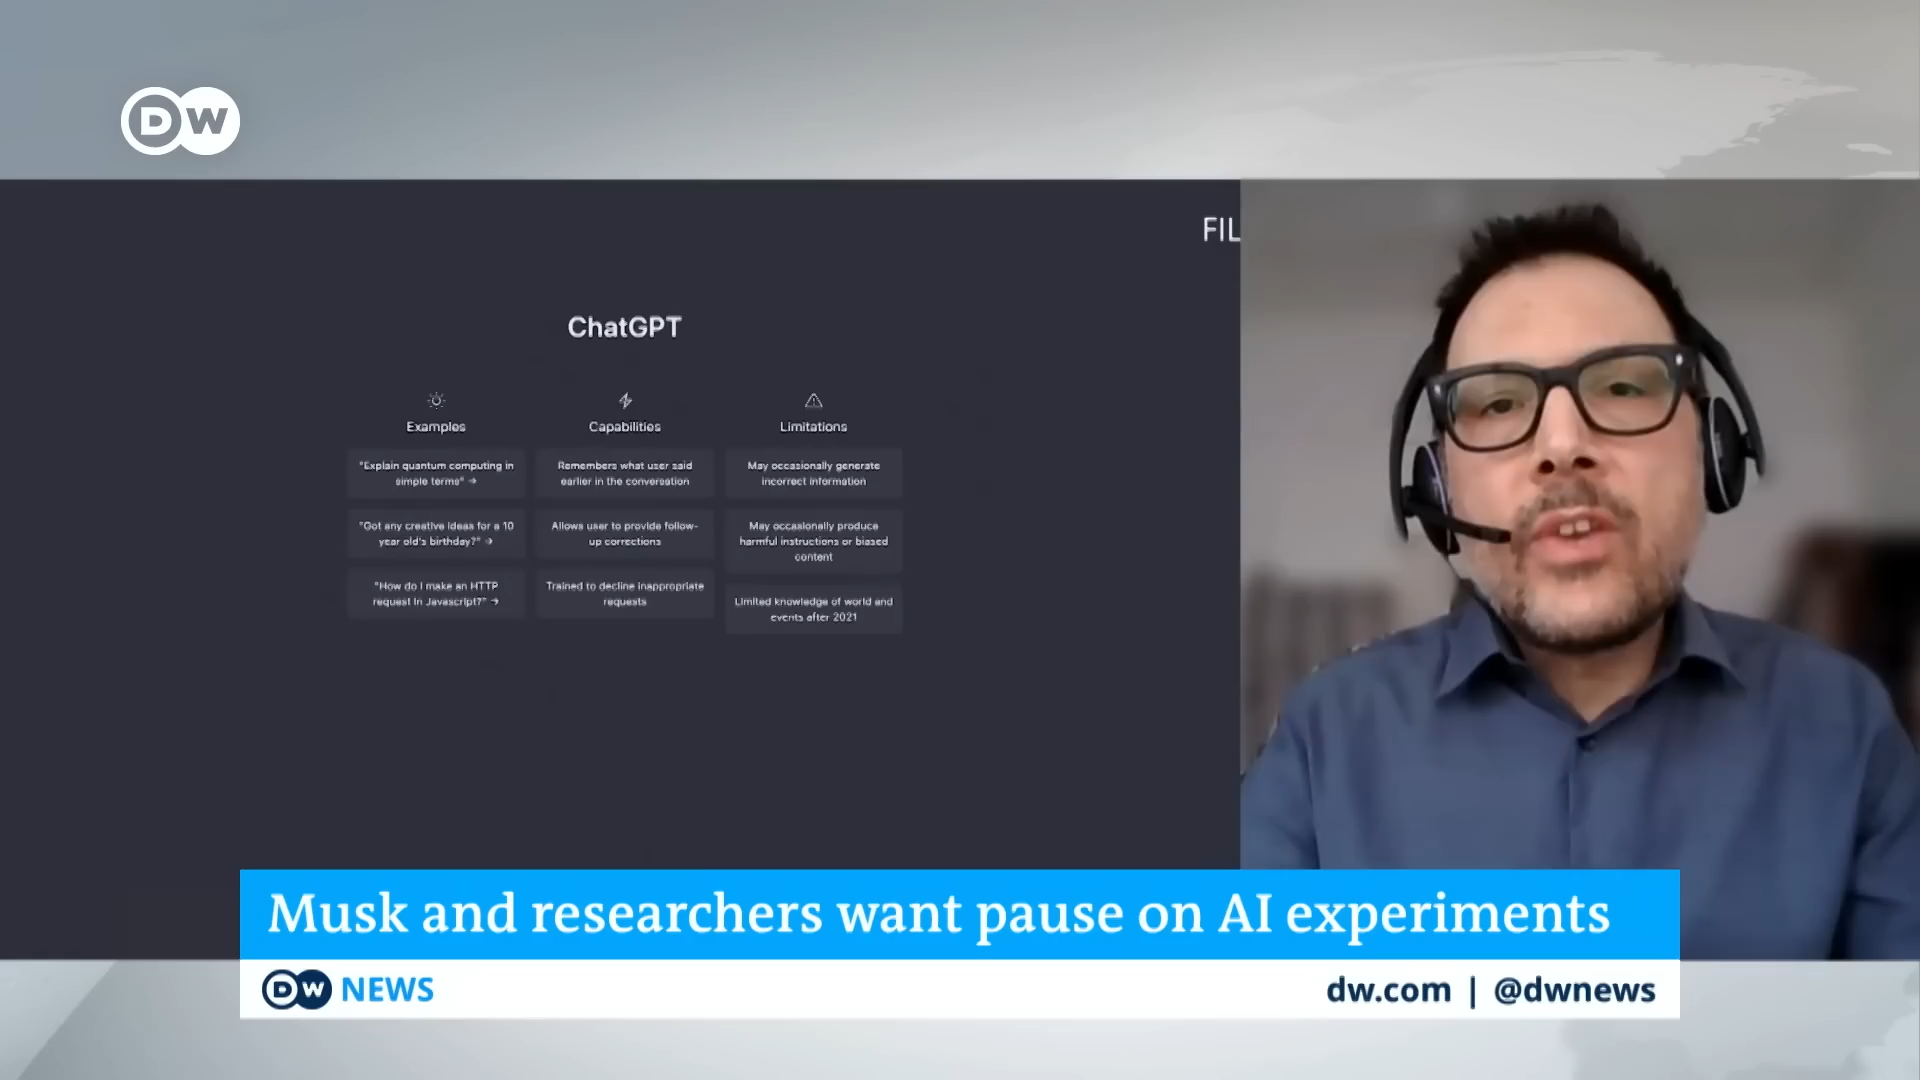 DW
FIL
ChatGPT
Examples
"Explain quantum computing in
simple terms" →
"Got any creative ideas for a 10
year old's birthday?" →
"How do I make an HTTP
request in Javascript?" →
Capabilities
Remembers what user said
earlier in the conversation
Allows user to provide follow-
up corrections
Trained to decline inappropriate
requests
Limitations
May occasionally generate
incorrect information
May occasionally produce
harmful instructions or biased
content
Limited knowledge of world and
events after 2021
Musk and researchers want pause on AI experiments
DW NEWS
dw.com | @dwnews